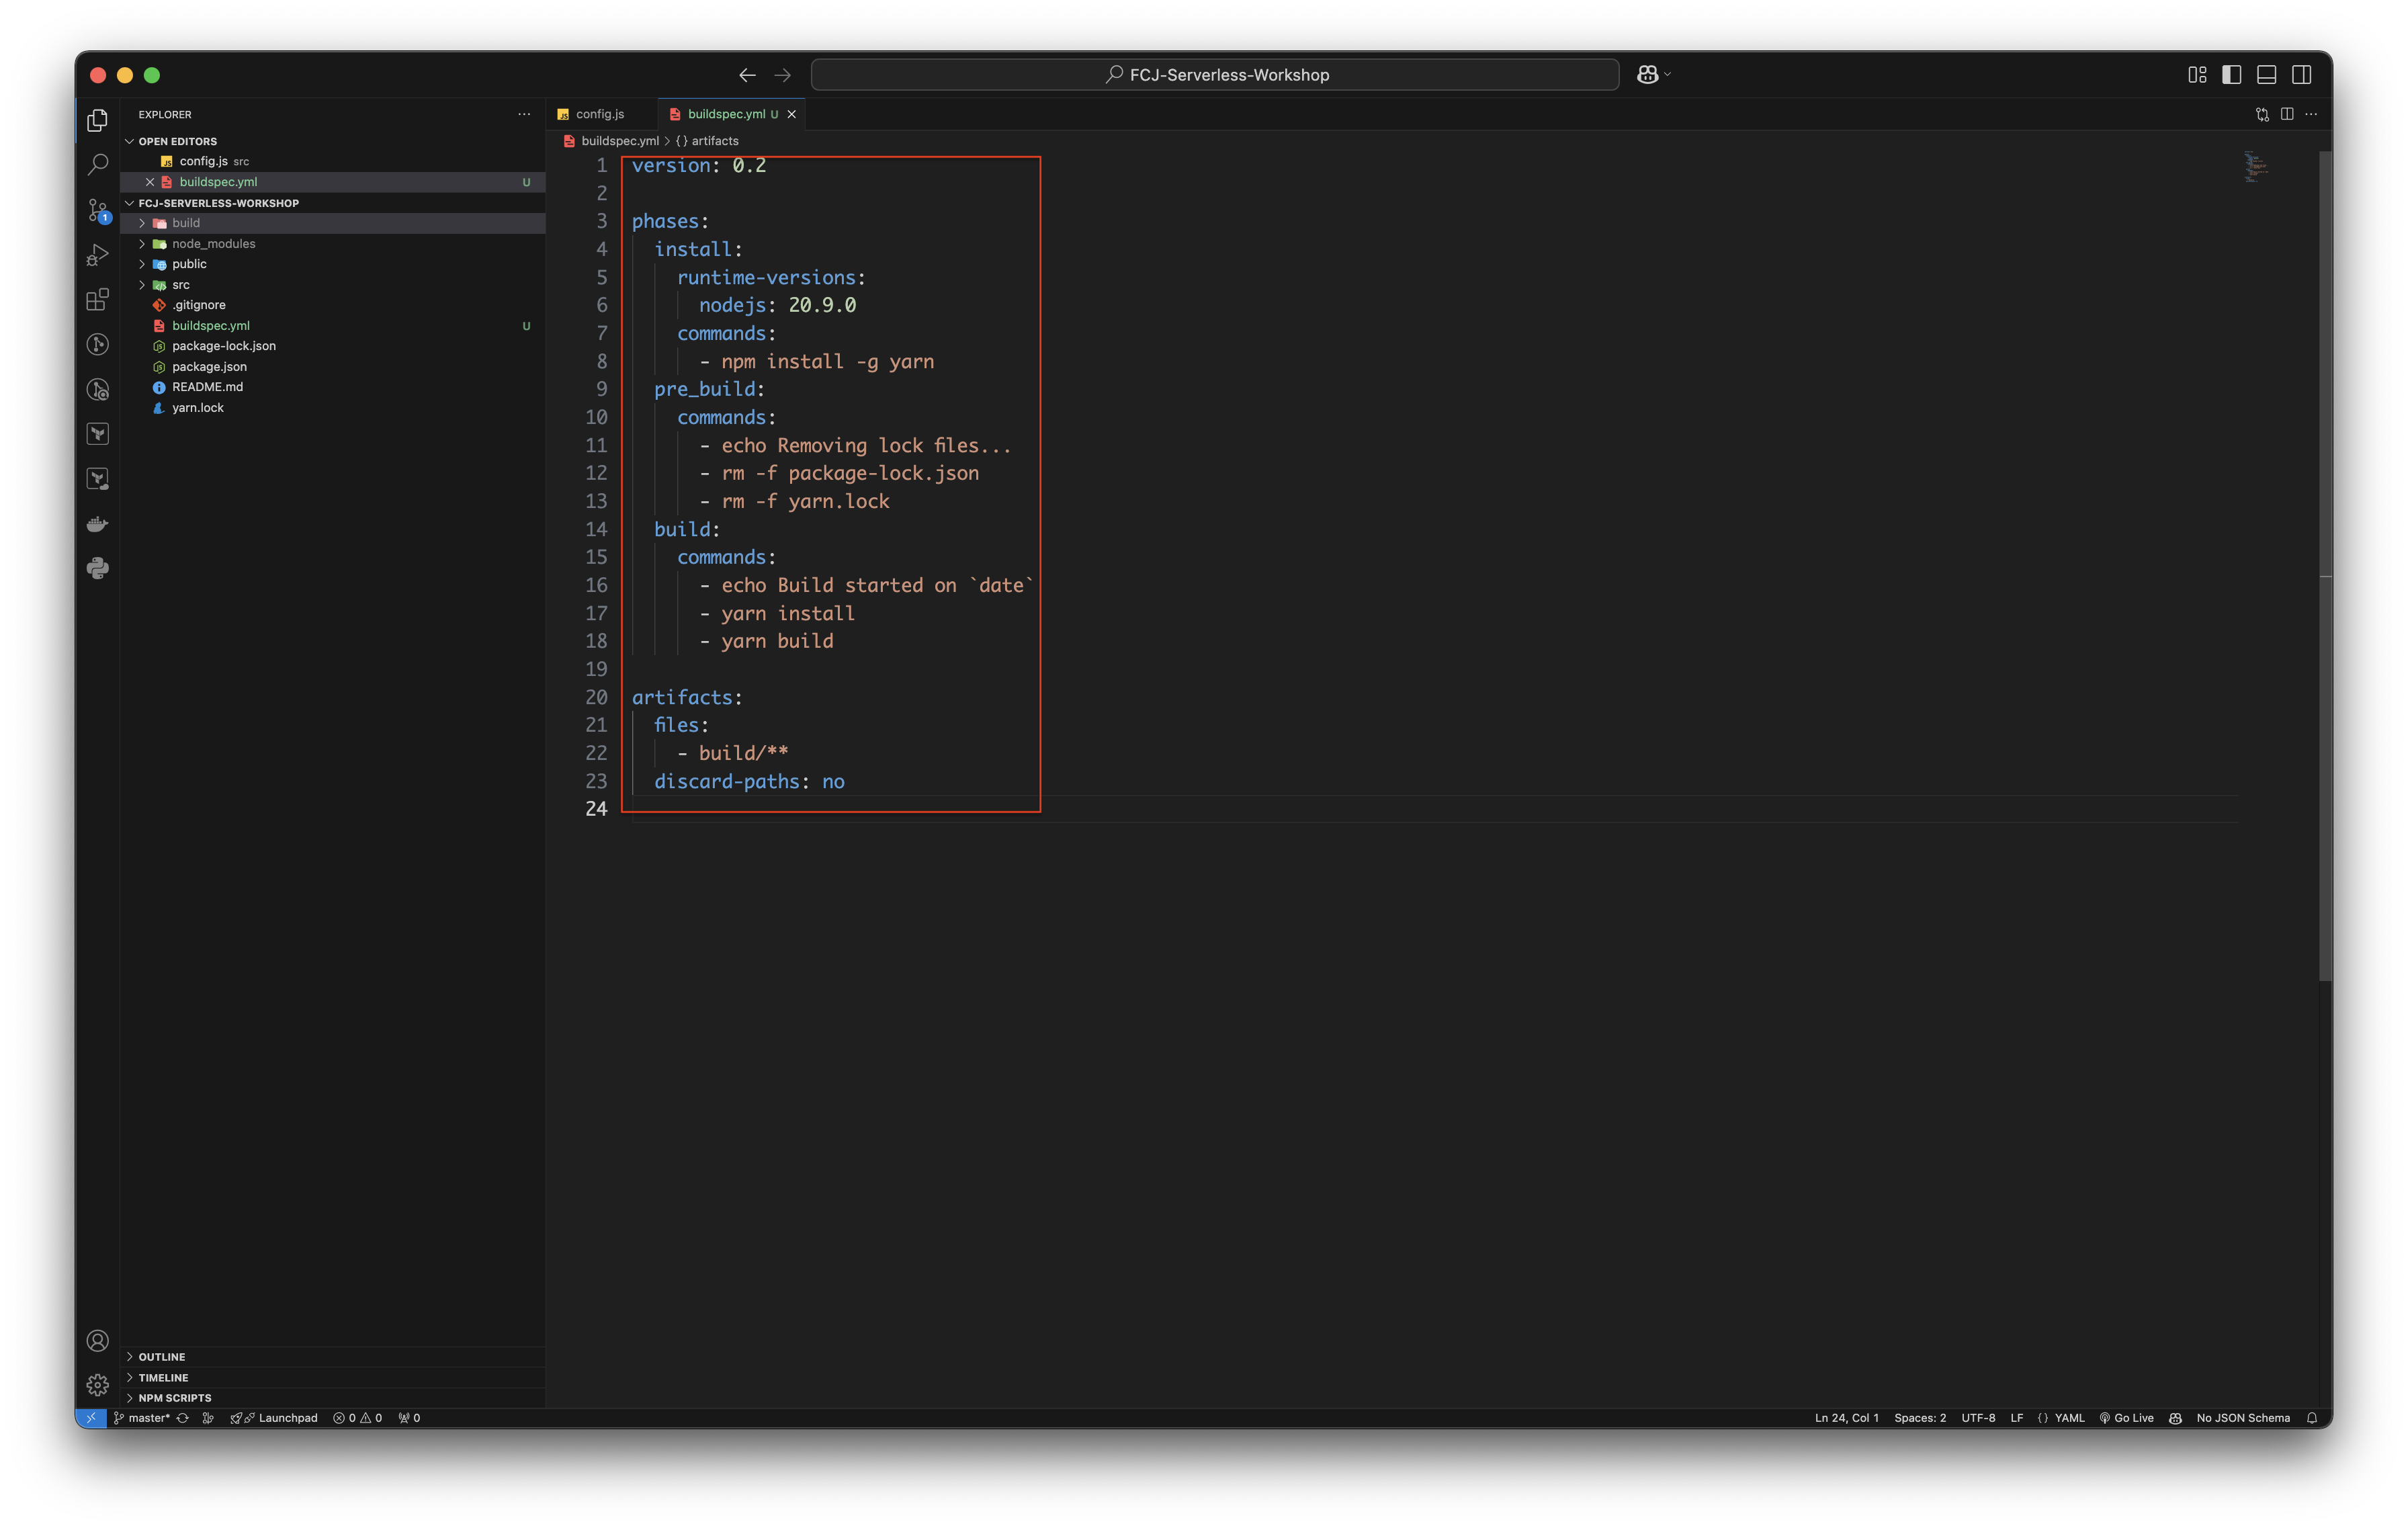 FCJ-Serverless-Workshop
EXPLORER
OPEN EDITORS
config.js src
buildspec.yml U
FCJ-SERVERLESS-WORKSHOP
build
node_modules
public
src
.gitignore
buildspec.yml U
package-lock.json
package.json
README.md
yarn.lock
OUTLINE
TIMELINE
NPM SCRIPTS
1
config.js
buildspec.yml U
buildspec.yml > {} artifacts
1 version: 0.2
2
3 phases:
4 install:
5 runtime-versions:
6 nodejs: 20.9.0
7 commands:
8 - npm install -g yarn
9 pre_build:
10 commands:
11 - echo Removing lock files...
12 - rm -f package-lock.json
13 - rm -f yarn.lock
14 build:
15 commands:
16 - echo Build started on `date`
17 - yarn install
18 - yarn build
19
20 artifacts:
21 files:
22 - build/**
23 discard-paths: no
24
master* Launchpad 0 0 0 Ln 24, Col 1 Spaces: 2 UTF-8 LF {} YAML Go Live No JSON Schema